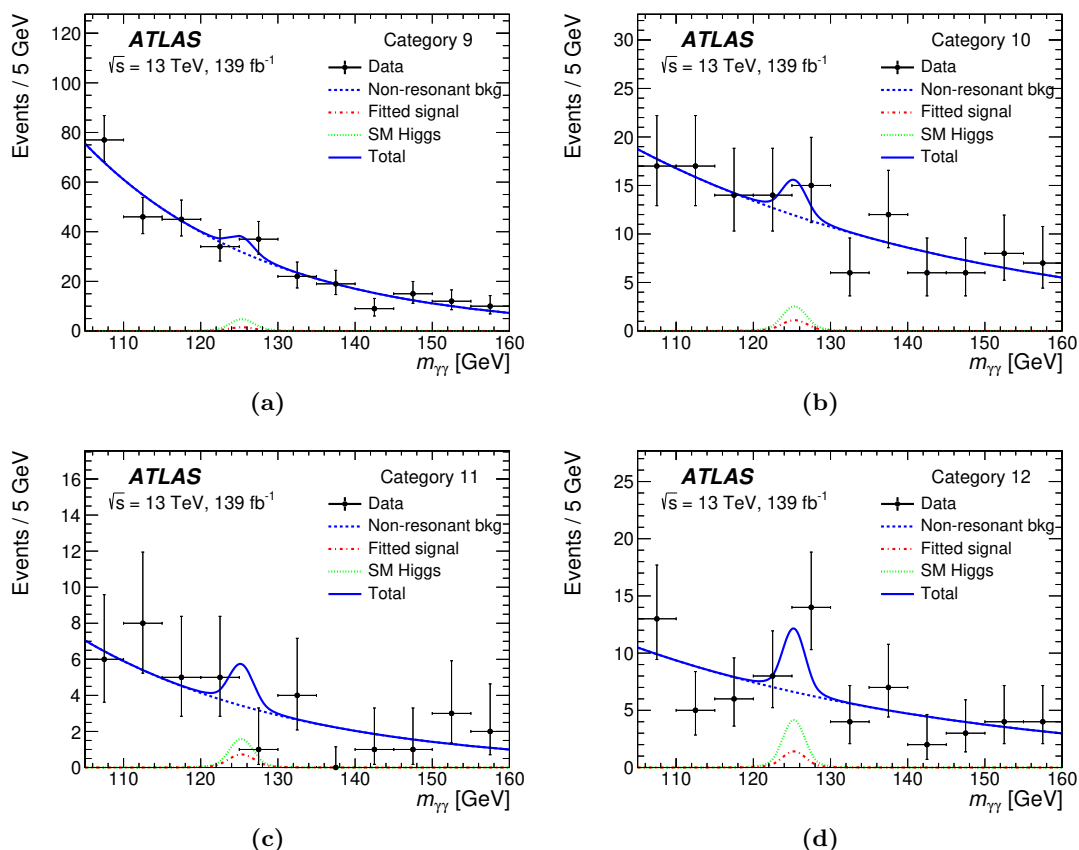 Events / 5 GeV
120
100
80
60
40
20
0
ATLAS
Category 9
√s = 13 TeV, 139 fb-1
Data
Non-resonant bkg
Fitted signal
SM Higgs
Total
110 120 130 140 150 160
mγγ [GeV]
(a)
Events / 5 GeV
30
25
20
15
10
5
0
ATLAS
Category 10
√s = 13 TeV, 139 fb-1
Data
Non-resonant bkg
Fitted signal
SM Higgs
Total
110 120 130 140 150 160
mγγ [GeV]
(b)
Events / 5 GeV
16
14
12
10
8
6
4
2
0
ATLAS
Category 11
√s = 13 TeV, 139 fb-1
Data
Non-resonant bkg
Fitted signal
SM Higgs
Total
110 120 130 140 150 160
mγγ [GeV]
(c)
Events / 5 GeV
25
20
15
10
5
0
ATLAS
Category 12
√s = 13 TeV, 139 fb-1
Data
Non-resonant bkg
Fitted signal
SM Higgs
Total
110 120 130 140 150 160
mγγ [GeV]
(d)